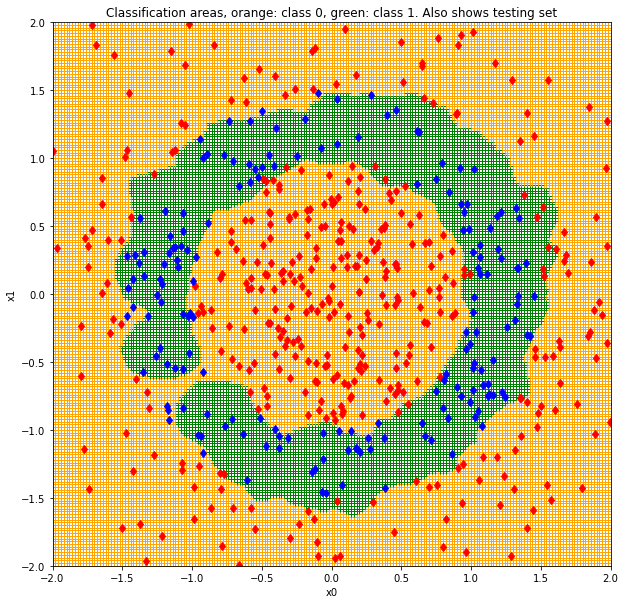 Classification areas, orange: class 0, green: class 1. Also shows testing set
2.0
1.5
1.0
0.5
0.0
−0.5
−1.0
−1.5
−2.0
x1
−2.0 −1.5 −1.0 −0.5 0.0 0.5 1.0 1.5 2.0
x0